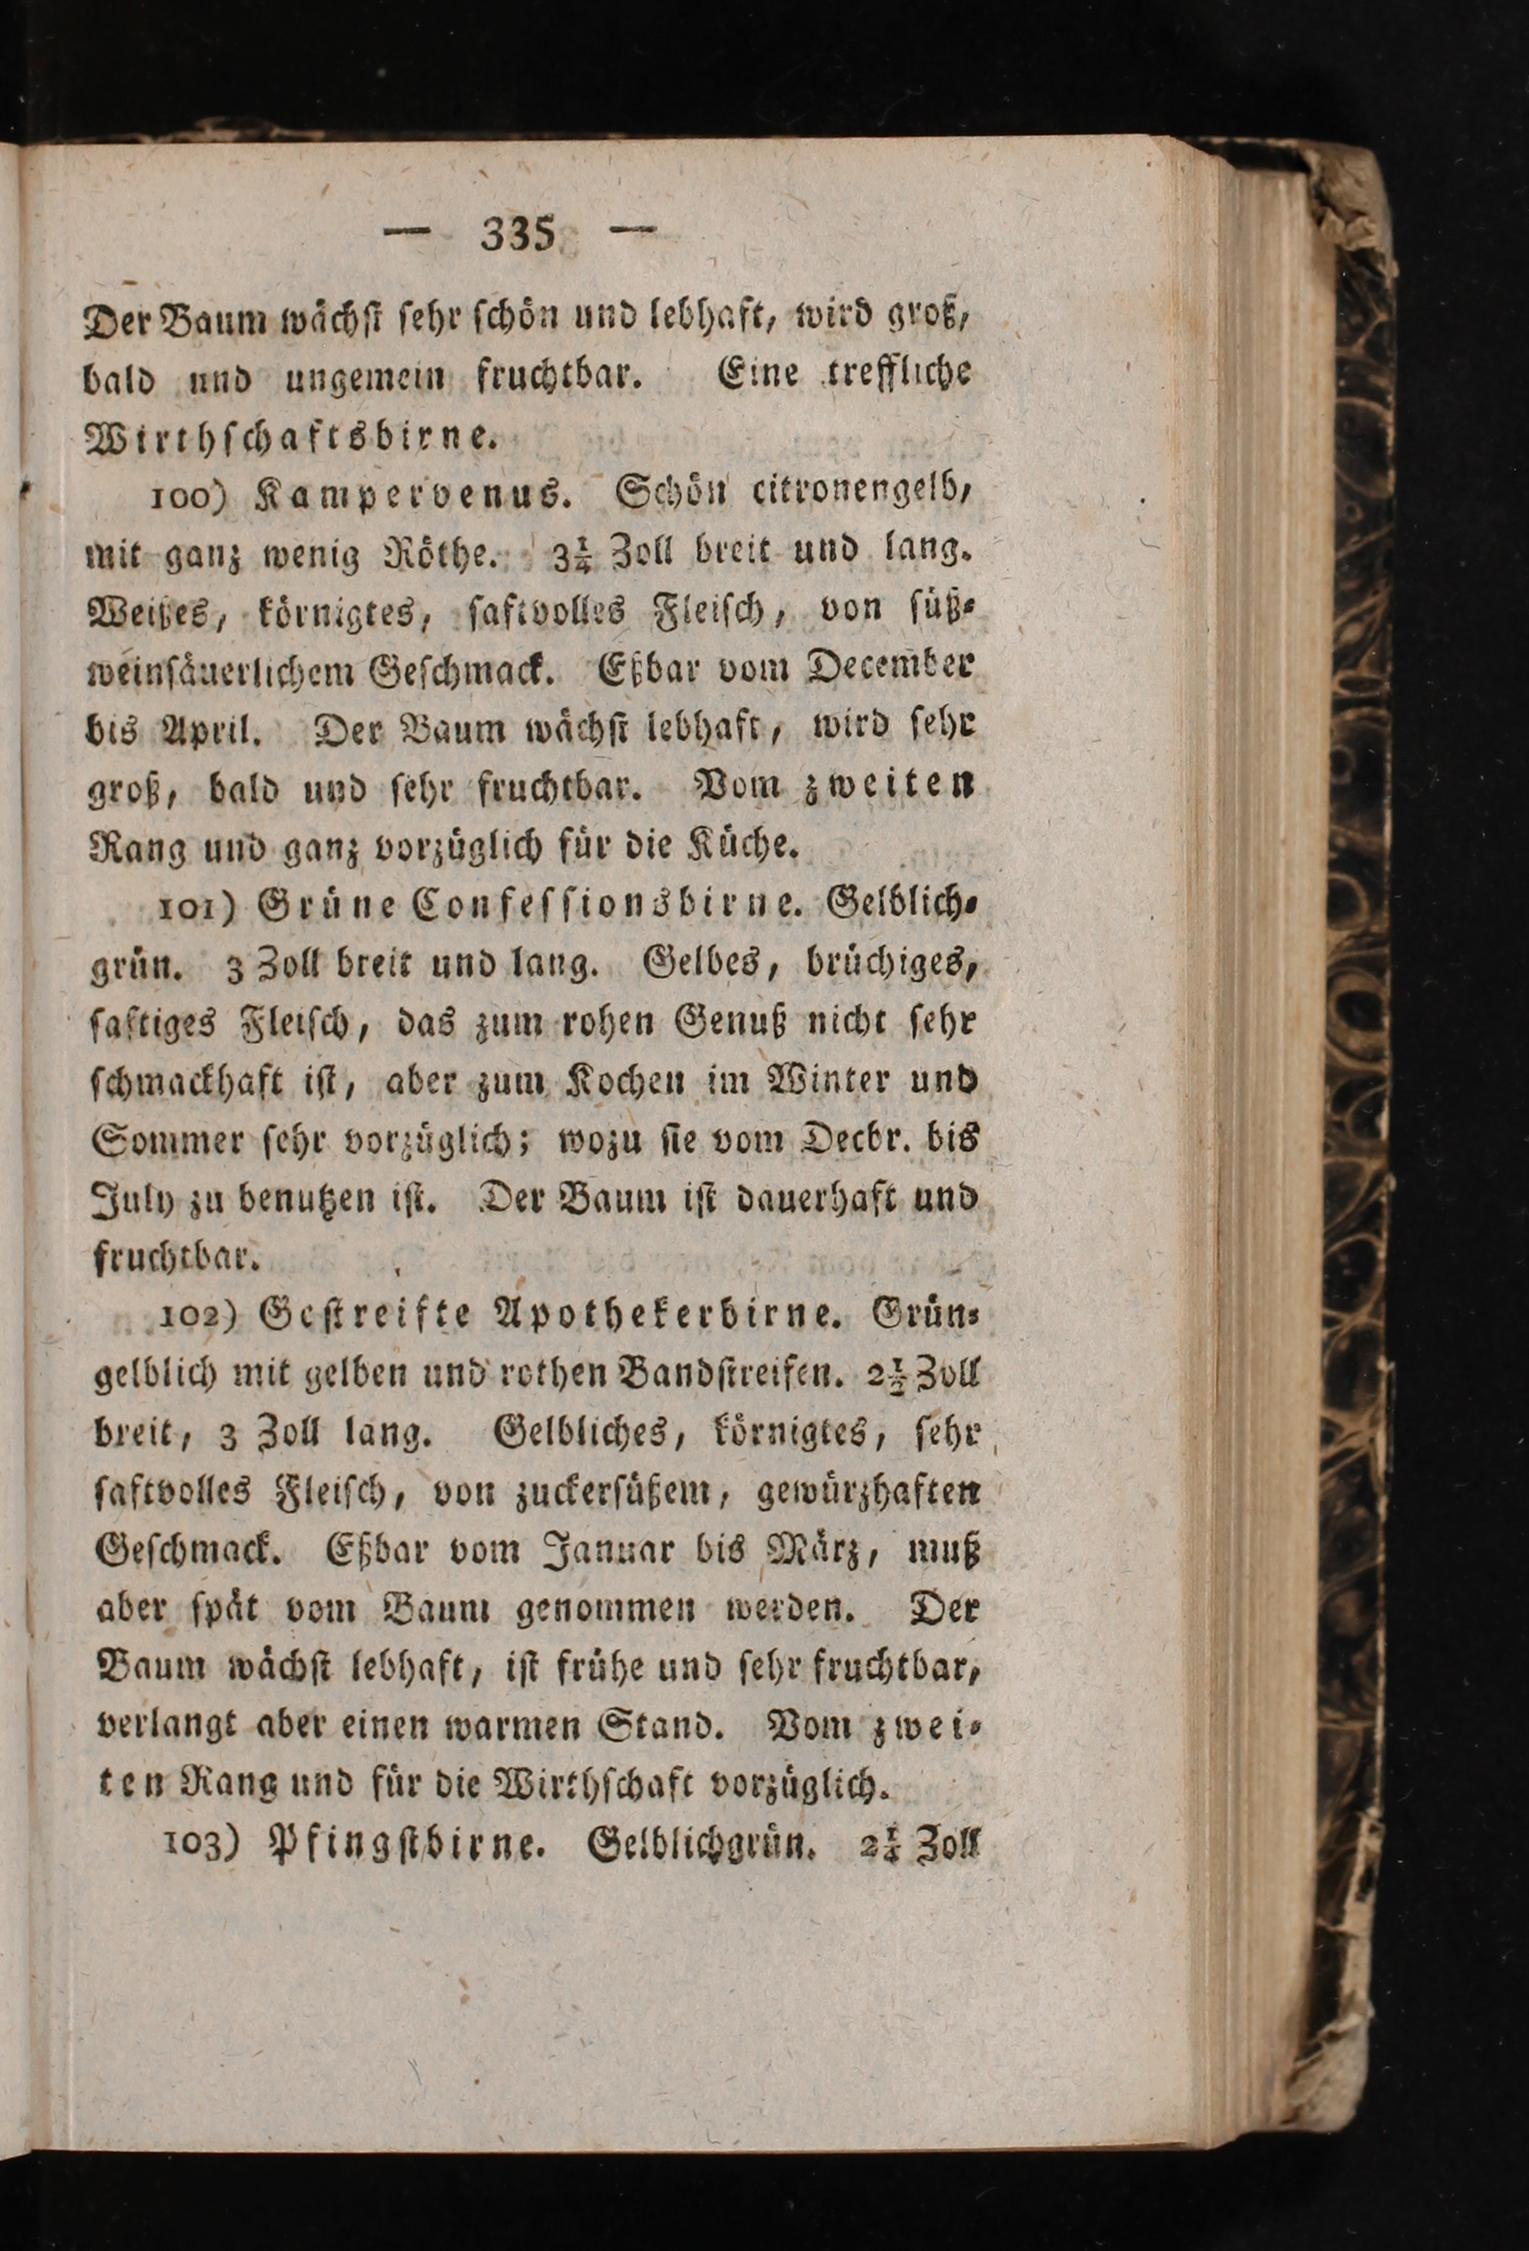 — 335 —
Der Baum wächſt ſehr ſchön und lebhaft, wird groß,
bald und ungemein fruchtbar. Eine treffliche
Wirthſchaftsbirne.
100) Kampervenus. Schön citronengelb,
mit ganz wenig Röthe. 3¼ Zoll breit und lang.
Weißes, körnigtes, ſaftvolles Fleiſch, von ſüß⸗
weinſäuerlichem Geſchmack. Eßbar vom December
bis April. Der Baum wächſt lebhaft, wird ſehr
groß, bald und ſehr fruchtbar. Vom zweiten
Rang und ganz vorzüglich für die Küche.
101) Grüne Confeſſionsbirne. Gelblich⸗
grün. 3 Zoll breit und lang. Gelbes, brüchiges,
ſaftiges Fleiſch, das zum rohen Genuß nicht ſehr
ſchmackhaft iſt, aber zum Kochen im Winter und
Sommer ſehr vorzüglich; wozu ſie vom Decbr. bis
July zu benutzen iſt. Der Baum iſt dauerhaft und
fruchtbar.
102) Geſtreifte Apothekerbirne. Grün⸗
gelblich mit gelben und rothen Bandſtreifen. 2½ Zoll
breit, 3 Zoll lang. Gelbliches, körnigtes, ſehr
ſaftvolles Fleiſch, von zuckerſüßem, gewürzhaften
Geſchmack. Eßbar vom Januar bis März, muß
aber ſpät vom Baum genommen werden. Der
Baum wächſt lebhaft, iſt frühe und ſehr fruchtbar,
verlangt aber einen warmen Stand. Vom zwei⸗
ten Rang und für die Wirthſchaft vorzüglich.
103) Pfingſtbirne. Gelblichgrün. 2¼ Zoll